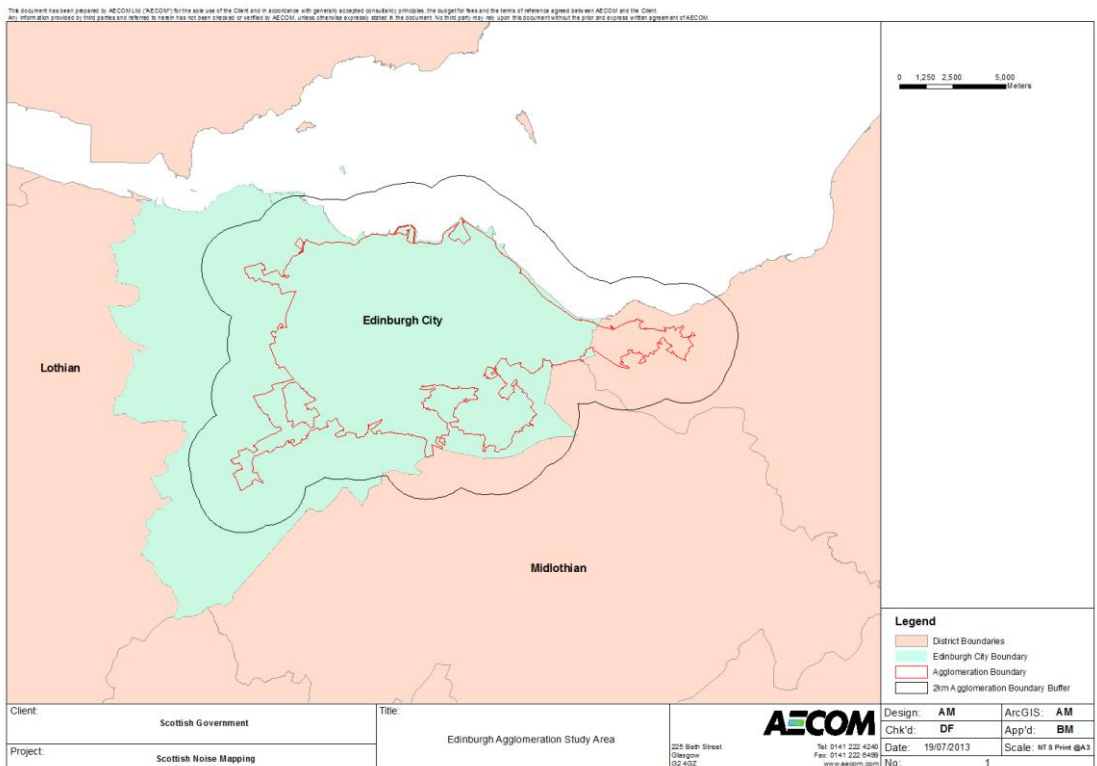 This document has been prepared by AECOM Ltd ("AECOM") for the sole use of the Client and in accordance with generally accepted consultancy principles, the budget for fees and the terms of reference agreed between AECOM and the Client.
Any information provided by third parties and referred to herein has not been checked or verified by AECOM, unless otherwise expressly stated in the document. No third party may rely upon this document without the prior and express written agreement of AECOM.
0 1,250 2,500 5,000
Meters
Edinburgh City
Lothian
Midlothian
Legend
District Boundaries
Edinburgh City Boundary
Agglomeration Boundary
2km Agglomeration Boundary Buffer
Client:
Scottish Government
Project:
Scottish Noise Mapping
Title:
Edinburgh Agglomeration Study Area
AECOM
225 Bath Street
Glasgow
G2 4GZ
Tel: 0141 222 4240
Fax: 0141 222 6499
www.aecom.com
Design: AM
ArcGIS: AM
Chk'd: DF
App'd: BM
Date: 19/07/2013
Scale: NTS Print @A3
No: 1